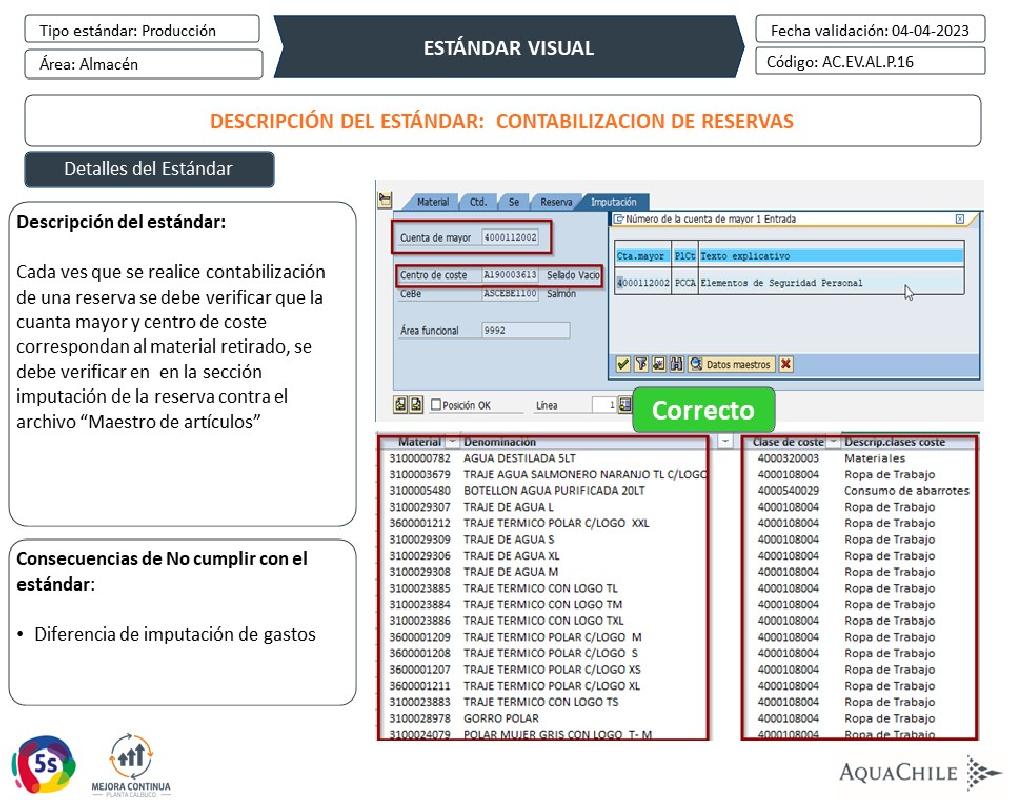 Tipo estándar: Producción
Área: Almacén
ESTÁNDAR VISUAL
Fecha validación: 04-04-2023
Código: AC.EV.AL.P.16
DESCRIPCIÓN DEL ESTÁNDAR: CONTABILIZACION DE RESERVAS
Detalles del Estándar
Descripción del estándar:
Cada ves que se realice contabilización
de una reserva se debe verificar que la
cuanta mayor y centro de coste
correspondan al material retirado, se
debe verificar en en la sección
imputación de la reserva contra el
archivo “Maestro de artículos”
Consecuencias de No cumplir con el
estándar:
• Diferencia de imputación de gastos
Material Ctd. Se Reserva Imputación
Cuenta de mayor 4000112002
Centro de coste A190003613 Sellado Vacio
CeBe ASCEBE1100 Salmón
Área funcional 9992
Posición OK Línea 1
Número de la cuenta de mayor 1 Entrada
Cta.mayor PlCt Texto explicativo
4000112002 PCCA Elementos de Seguridad Personal
Datos maestros
Correcto
Material Denominación Clase de coste Descrip.clases coste
3100000782 AGUA DESTILADA 5LT 4000320003 Materiales
3100003679 TRAJE AGUA SALMONERO NARANJO TL C/LOGO 4000108004 Ropa de Trabajo
3100005480 BOTELLON AGUA PURIFICADA 20LT 4000540029 Consumo de abarrotes
3100029307 TRAJE DE AGUA L 4000108004 Ropa de Trabajo
3600001212 TRAJE TERMICO POLAR C/LOGO XXL 4000108004 Ropa de Trabajo
3100029309 TRAJE DE AGUA S 4000108004 Ropa de Trabajo
3100029306 TRAJE DE AGUA XL 4000108004 Ropa de Trabajo
3100029308 TRAJE DE AGUA M 4000108004 Ropa de Trabajo
3100023885 TRAJE TERMICO CON LOGO TL 4000108004 Ropa de Trabajo
3100023884 TRAJE TERMICO CON LOGO TM 4000108004 Ropa de Trabajo
3100023886 TRAJE TERMICO CON LOGO TXL 4000108004 Ropa de Trabajo
3600001209 TRAJE TERMICO POLAR C/LOGO M 4000108004 Ropa de Trabajo
3600001208 TRAJE TERMICO POLAR C/LOGO S 4000108004 Ropa de Trabajo
3600001207 TRAJE TERMICO POLAR C/LOGO XS 4000108004 Ropa de Trabajo
3600001211 TRAJE TERMICO POLAR C/LOGO XL 4000108004 Ropa de Trabajo
3100023883 TRAJE TERMICO CON LOGO TS 4000108004 Ropa de Trabajo
3100028978 GORRO POLAR 4000108004 Ropa de Trabajo
3100024079 POLAR MUJER GRIS CON LOGO T- M 4000108004 Ropa de Trabajo
5s
MEJORA CONTINUA
PLANTA CALBUCO
AQUACHILE